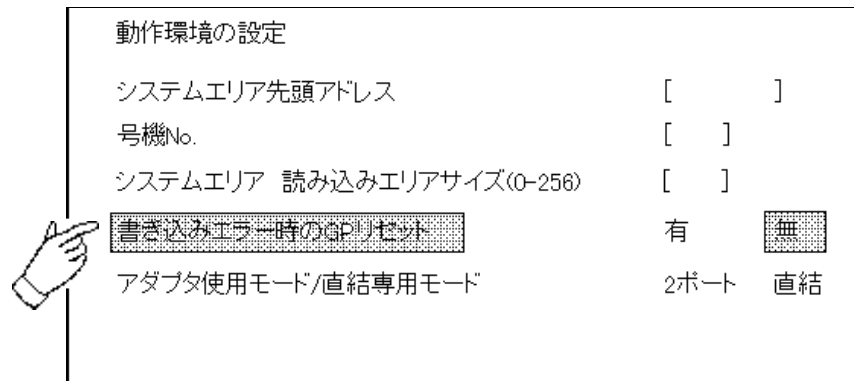 動作環境の設定
システムエリア先頭アドレス [ ]
号機No. [ ]
システムエリア 読み込みエリアサイズ(0-256) [ ]
書き込みエラー時のGPリセット 有 無
アダプタ使用モード/直結専用モード 2ポート 直結